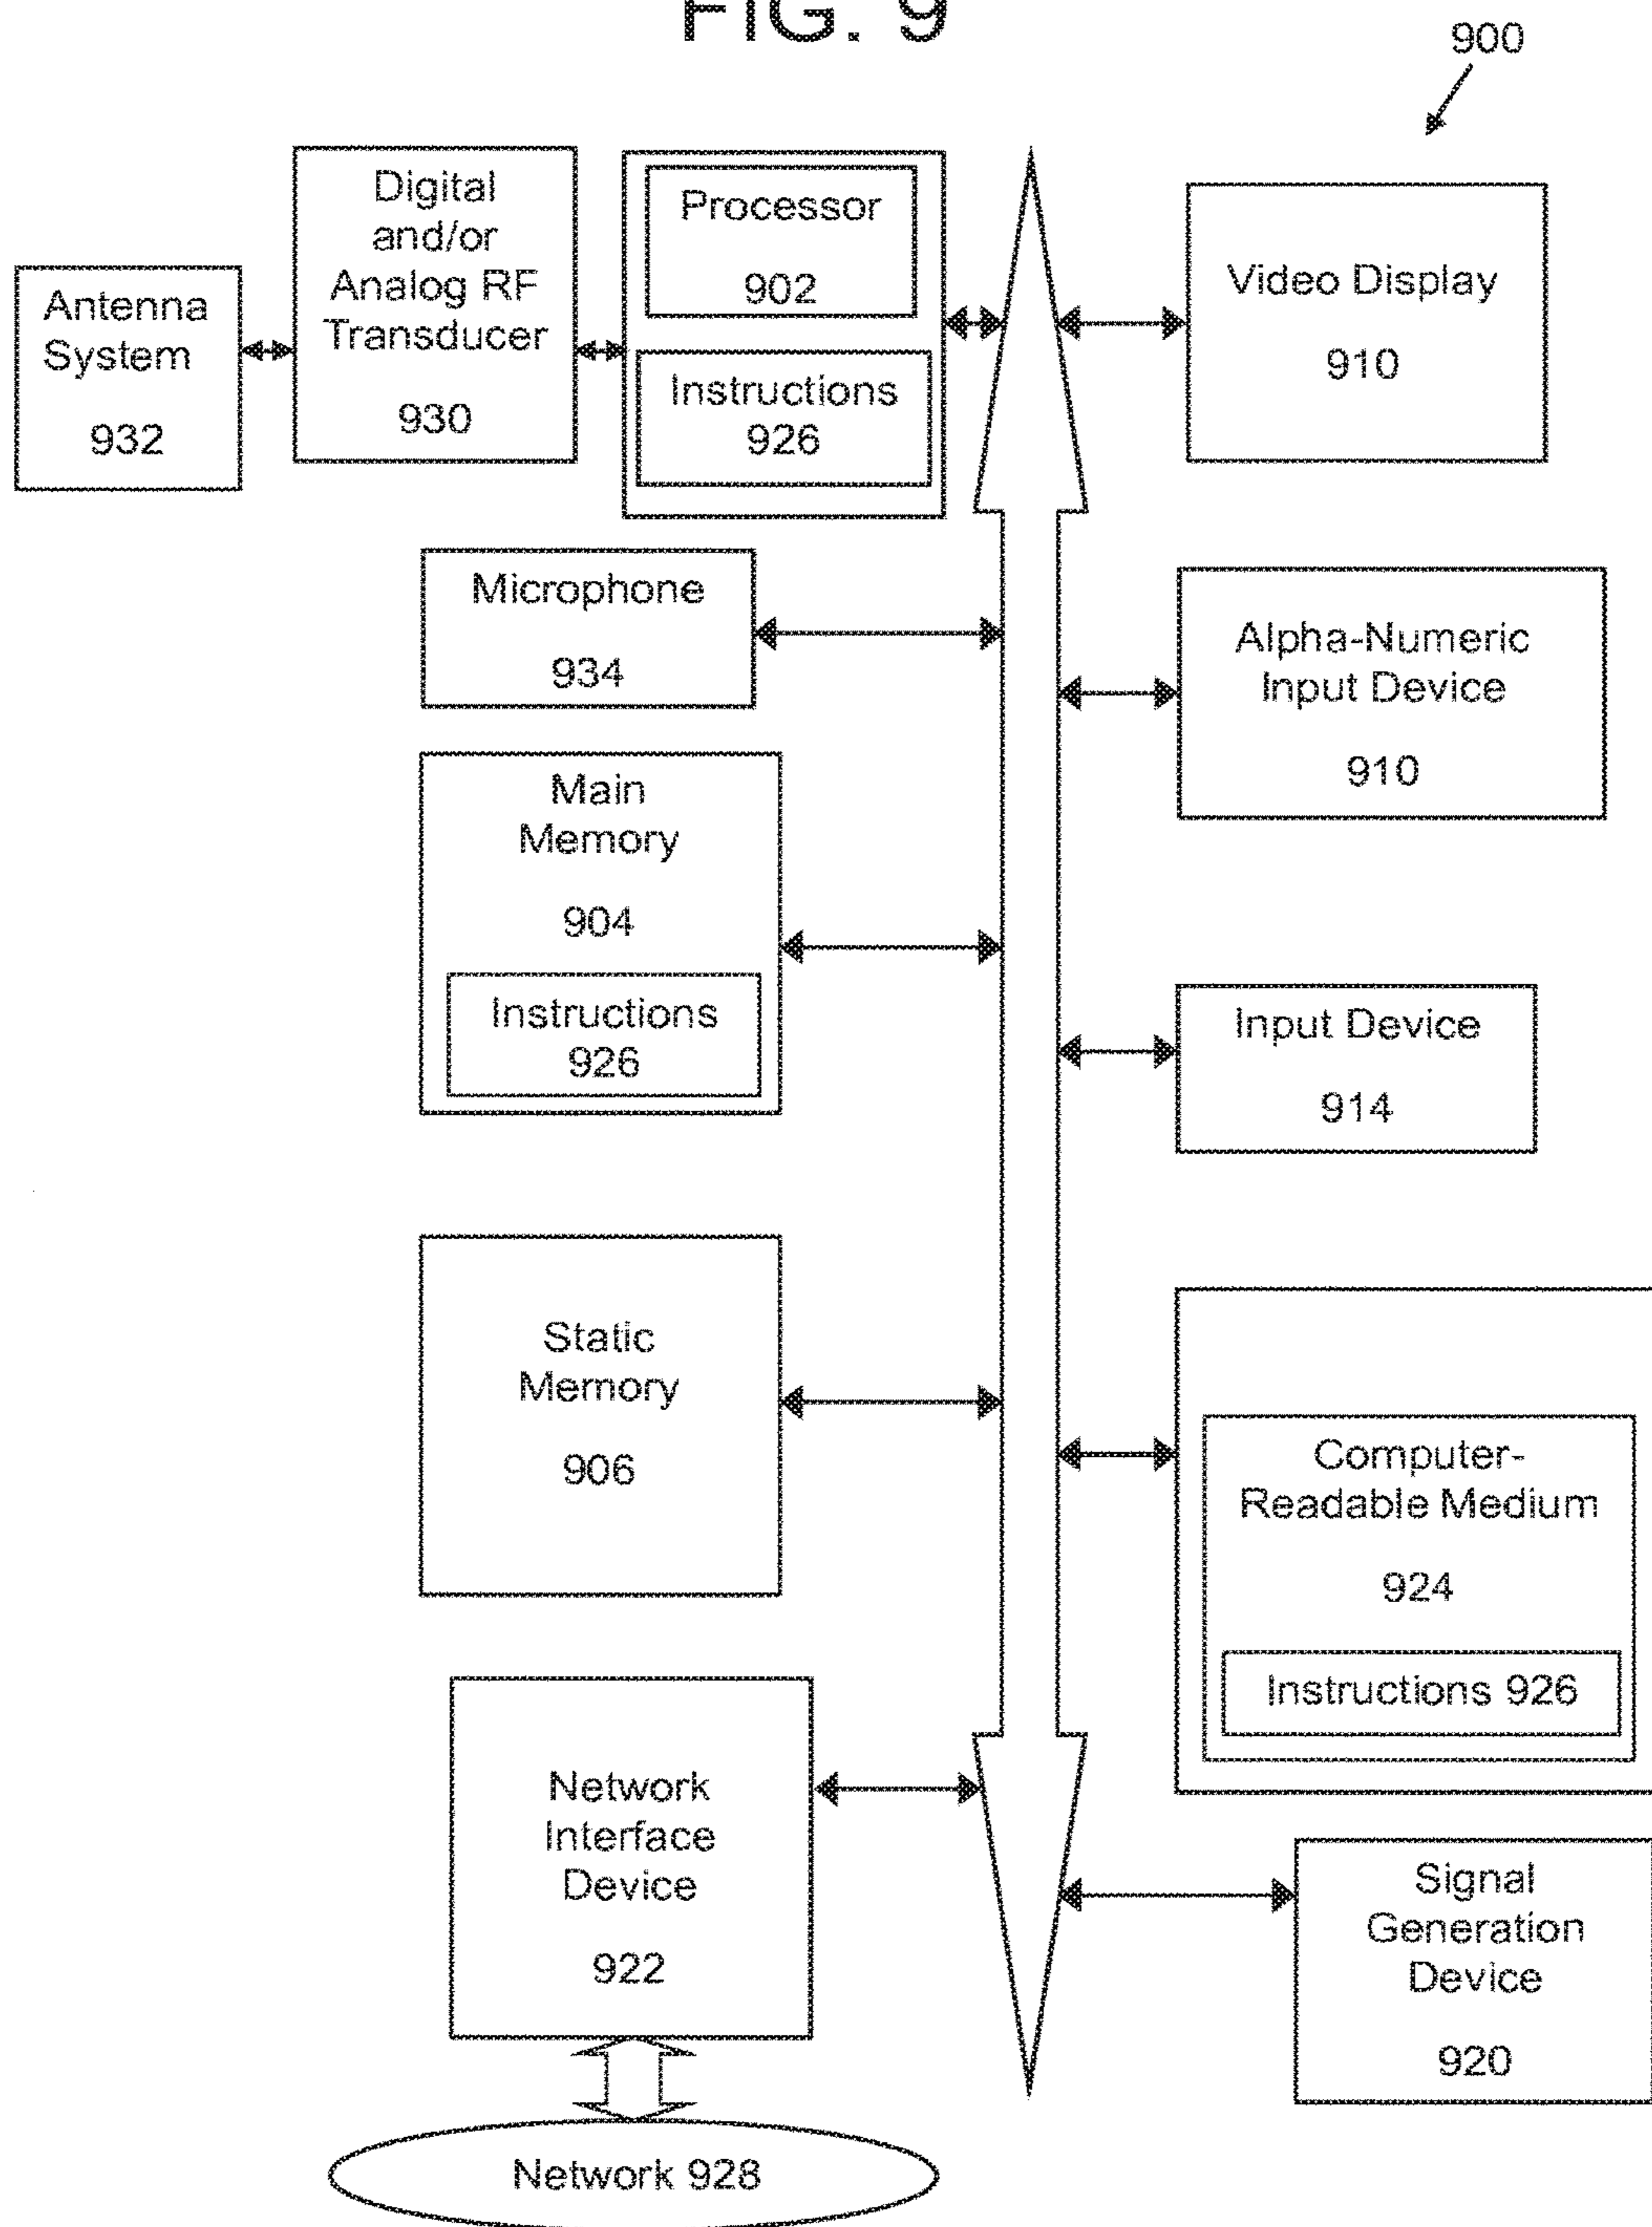 FIG. 9
900
Antenna
System
932
Digital
and/or
Analog RF
Transducer
930
Processor
902
Instructions
926
Video Display
910
Microphone
934
Alpha-Numeric
Input Device
910
Main
Memory
904
Instructions
926
Input Device
914
Static
Memory
906
Computer-
Readable Medium
924
Instructions 926
Network
Interface
Device
922
Signal
Generation
Device
920
Network 928